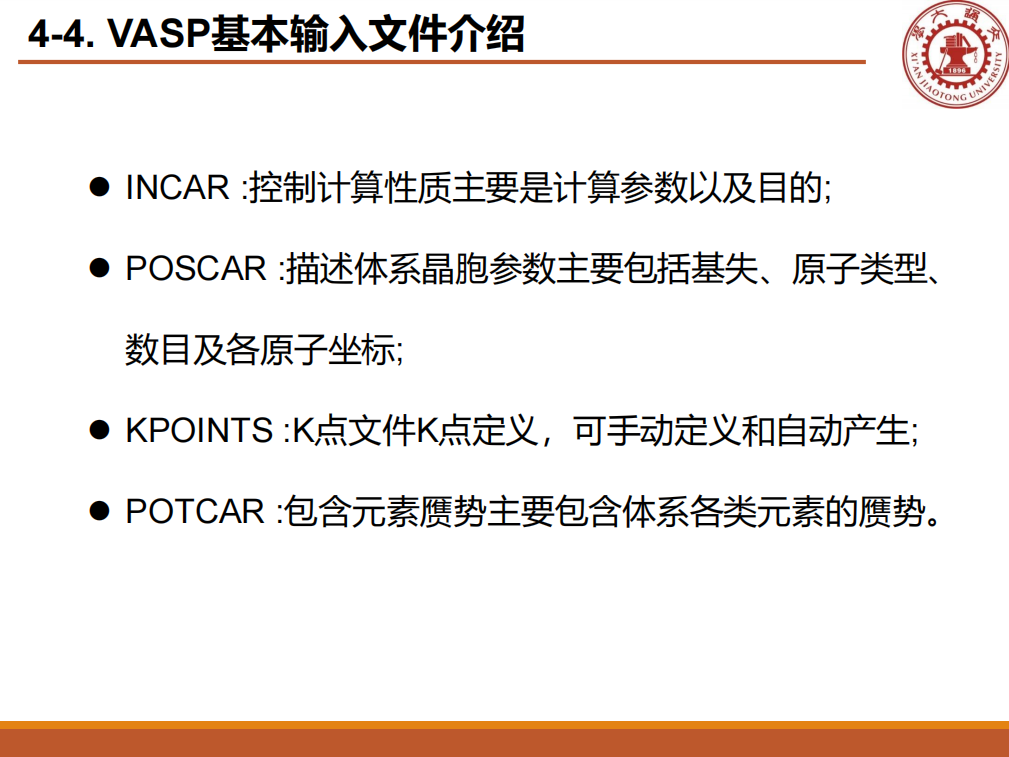 4-4. VASP基本输入文件介绍
XI'AN JIAOTONG UNIVERSITY
1896
● INCAR :控制计算性质主要是计算参数以及目的;
● POSCAR :描述体系晶胞参数主要包括基失、原子类型、
数目及各原子坐标;
● KPOINTS :K点文件K点定义，可手动定义和自动产生;
● POTCAR :包含元素赝势主要包含体系各类元素的赝势。